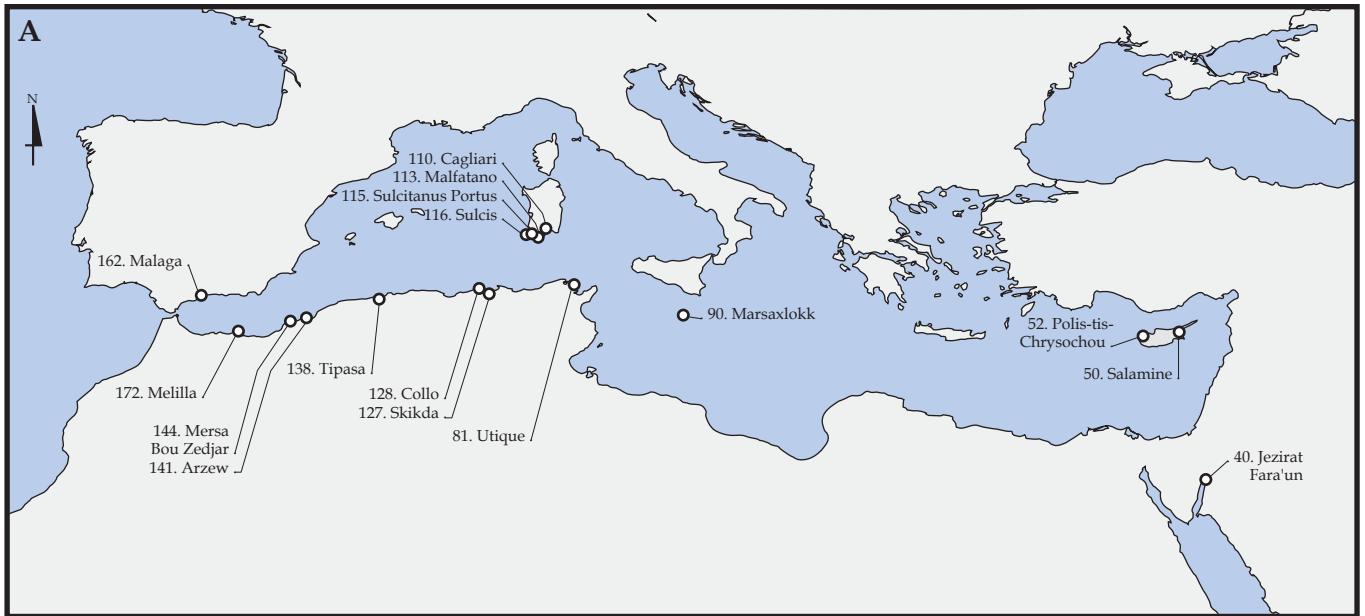 A
N
110. Cagliari
113. Malfatano
115. Sulcitanus Portus
116. Sulcis
162. Malaga
90. Marsaxlokk
52. Polis-tis-
Chrysochou
50. Salamine
138. Tipasa
172. Melilla
128. Collo
127. Skikda
144. Mersa
Bou Zedjar
141. Arzew
81. Utique
40. Jezirat
Fara'un